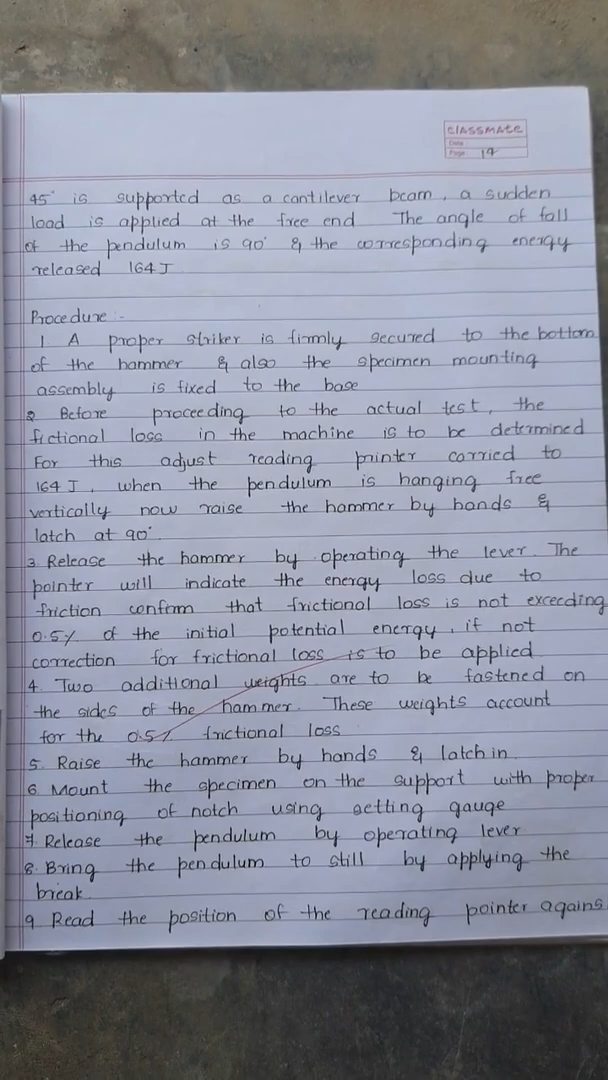 classmate
Date
Page 19
45° is supported as a cantilever beam, a sudden
load is applied at the free end The angle of fall
of the pendulum is 90° & the corresponding energy
released 164 J
Procedure :-
1 A proper striker is firmly secured to the bottom
of the hammer & also the specimen mounting
assembly is fixed to the base
2 Before proceeding to the actual test, the
frictional loss in the machine is to be determined
For this adjust reading printer carried to
164 J, when the pendulum is hanging free
vertically now raise the hammer by hands &
latch at 90°.
3 Release the hammer by operating the lever. The
pointer will indicate the energy loss due to
friction confom that frictional loss is not exceeding
0.5% of the initial potential energy, if not
correction for frictional loss is to be applied
4. Two additional weights are to be fastened on
the sides of the hammer. These weights account
for the 0.5% frictional loss
5. Raise the hammer by hands & latch in
6 Mount the specimen on the support with proper
positioning of notch using setting gauge
7 Release the pendulum by operating lever
8. Bring the pendulum to still by applying the
break.
9 Read the position of the reading pointer agains